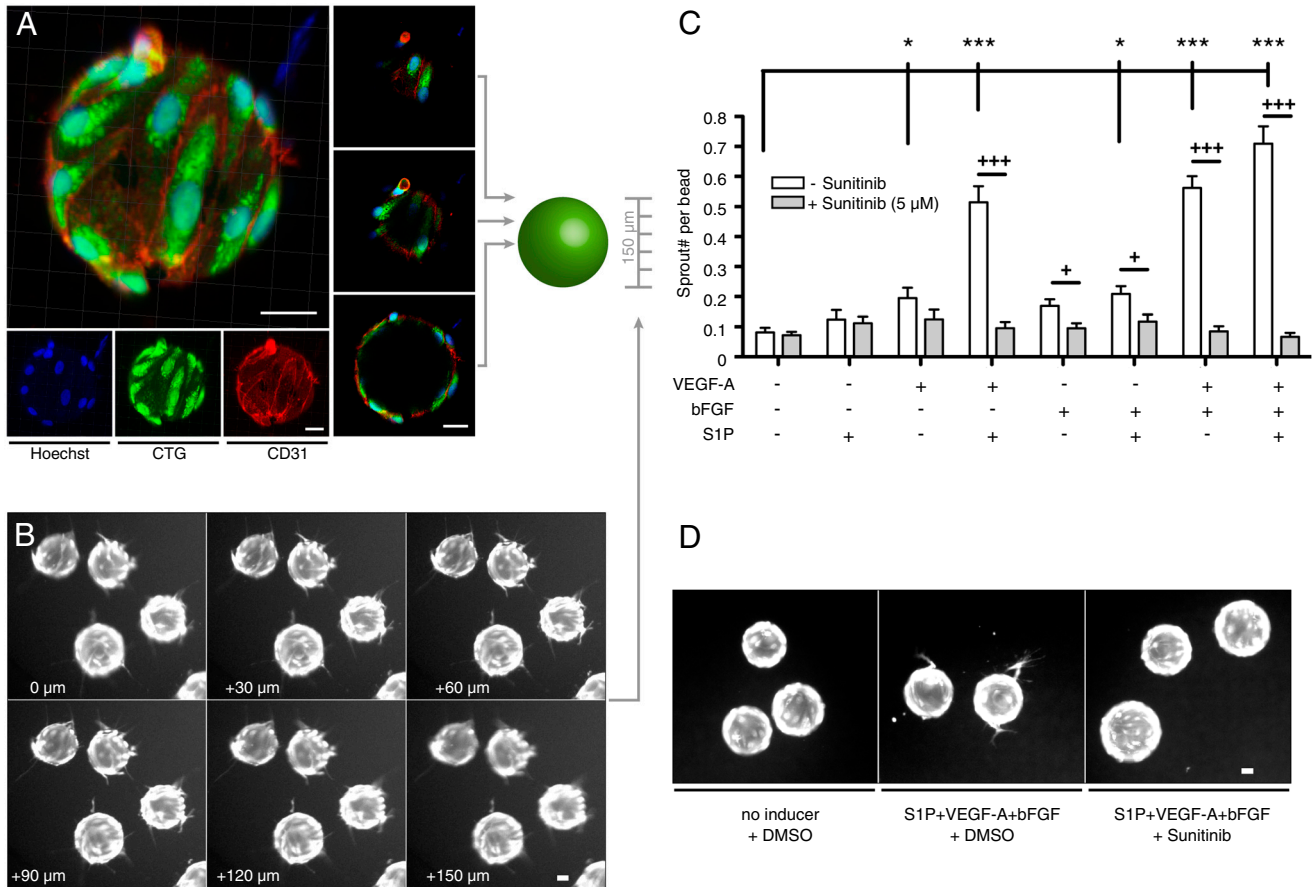 A
Hoechst
CTG
CD31
150 µm
B
0 µm
+30 µm
+60 µm
+90 µm
+120 µm
+150 µm
C
* *** * *** ***
+++
+++
+++
+
+
Sprout# per bead
0.8
0.7
0.6
0.5
0.4
0.3
0.2
0.1
0
- Sunitinib
+ Sunitinib (5 µM)
VEGF-A - - + + - - + +
bFGF - - - - + + + +
S1P - + - + - + - +
D
no inducer
+ DMSO
S1P+VEGF-A+bFGF
+ DMSO
S1P+VEGF-A+bFGF
+ Sunitinib